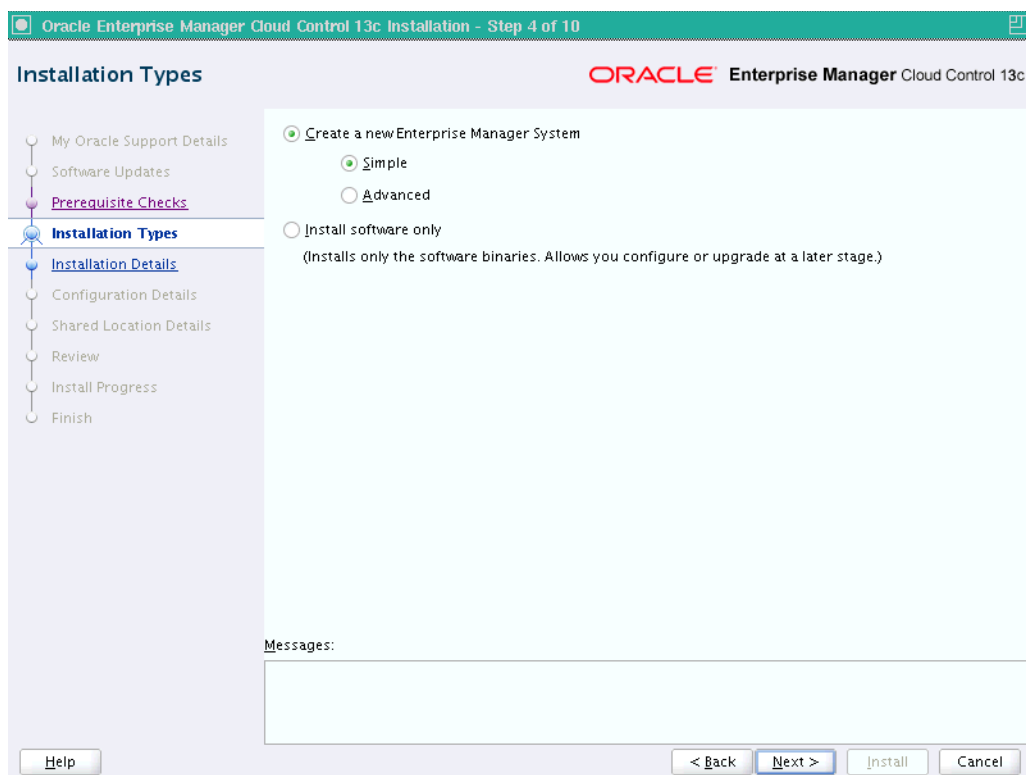 Oracle Enterprise Manager Cloud Control 13c Installation - Step 4 of 10
Installation Types
ORACLE Enterprise Manager Cloud Control 13c
My Oracle Support Details
Software Updates
Prerequisite Checks
Installation Types
Installation Details
Configuration Details
Shared Location Details
Review
Install Progress
Finish
Create a new Enterprise Manager System
Simple
Advanced
Install software only
(Installs only the software binaries. Allows you configure or upgrade at a later stage.)
Messages:
Help
< Back
Next >
Install
Cancel